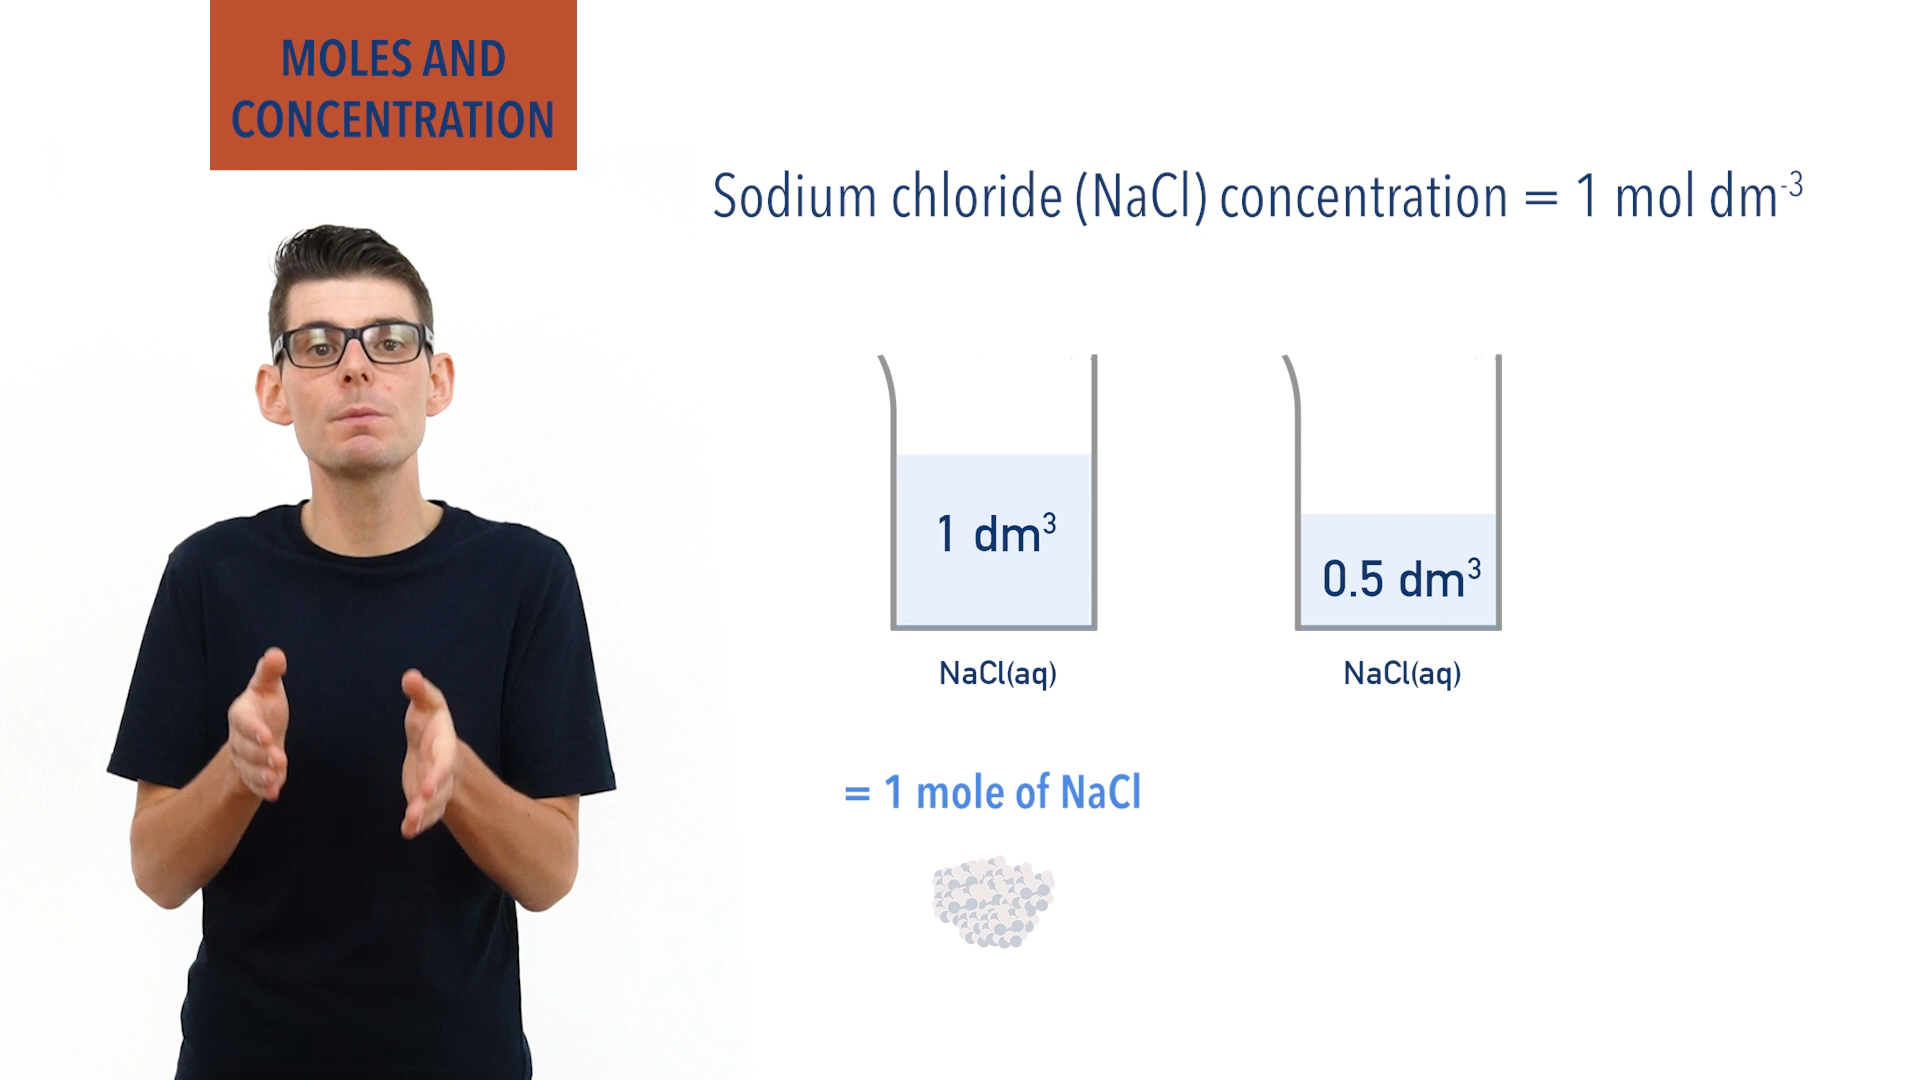 MOLES AND
CONCENTRATION
Sodium chloride (NaCl) concentration = 1 mol dm⁻³
1 dm³
0.5 dm³
NaCl(aq)
NaCl(aq)
= 1 mole of NaCl